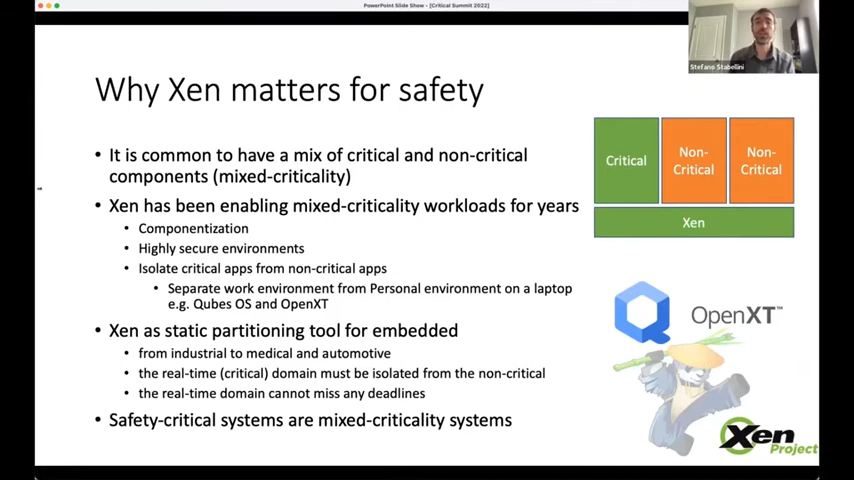 PowerPoint Slide Show - [Critical Summit 2022]
Stefano Stabellini
Why Xen matters for safety
• It is common to have a mix of critical and non-critical
components (mixed-criticality)
• Xen has been enabling mixed-criticality workloads for years
• Componentization
• Highly secure environments
• Isolate critical apps from non-critical apps
• Separate work environment from Personal environment on a laptop
e.g. Qubes OS and OpenXT
• Xen as static partitioning tool for embedded
• from industrial to medical and automotive
• the real-time (critical) domain must be isolated from the non-critical
• the real-time domain cannot miss any deadlines
• Safety-critical systems are mixed-criticality systems
Critical
Non-
Critical
Non-
Critical
Xen
OpenXT™
Xen
Project